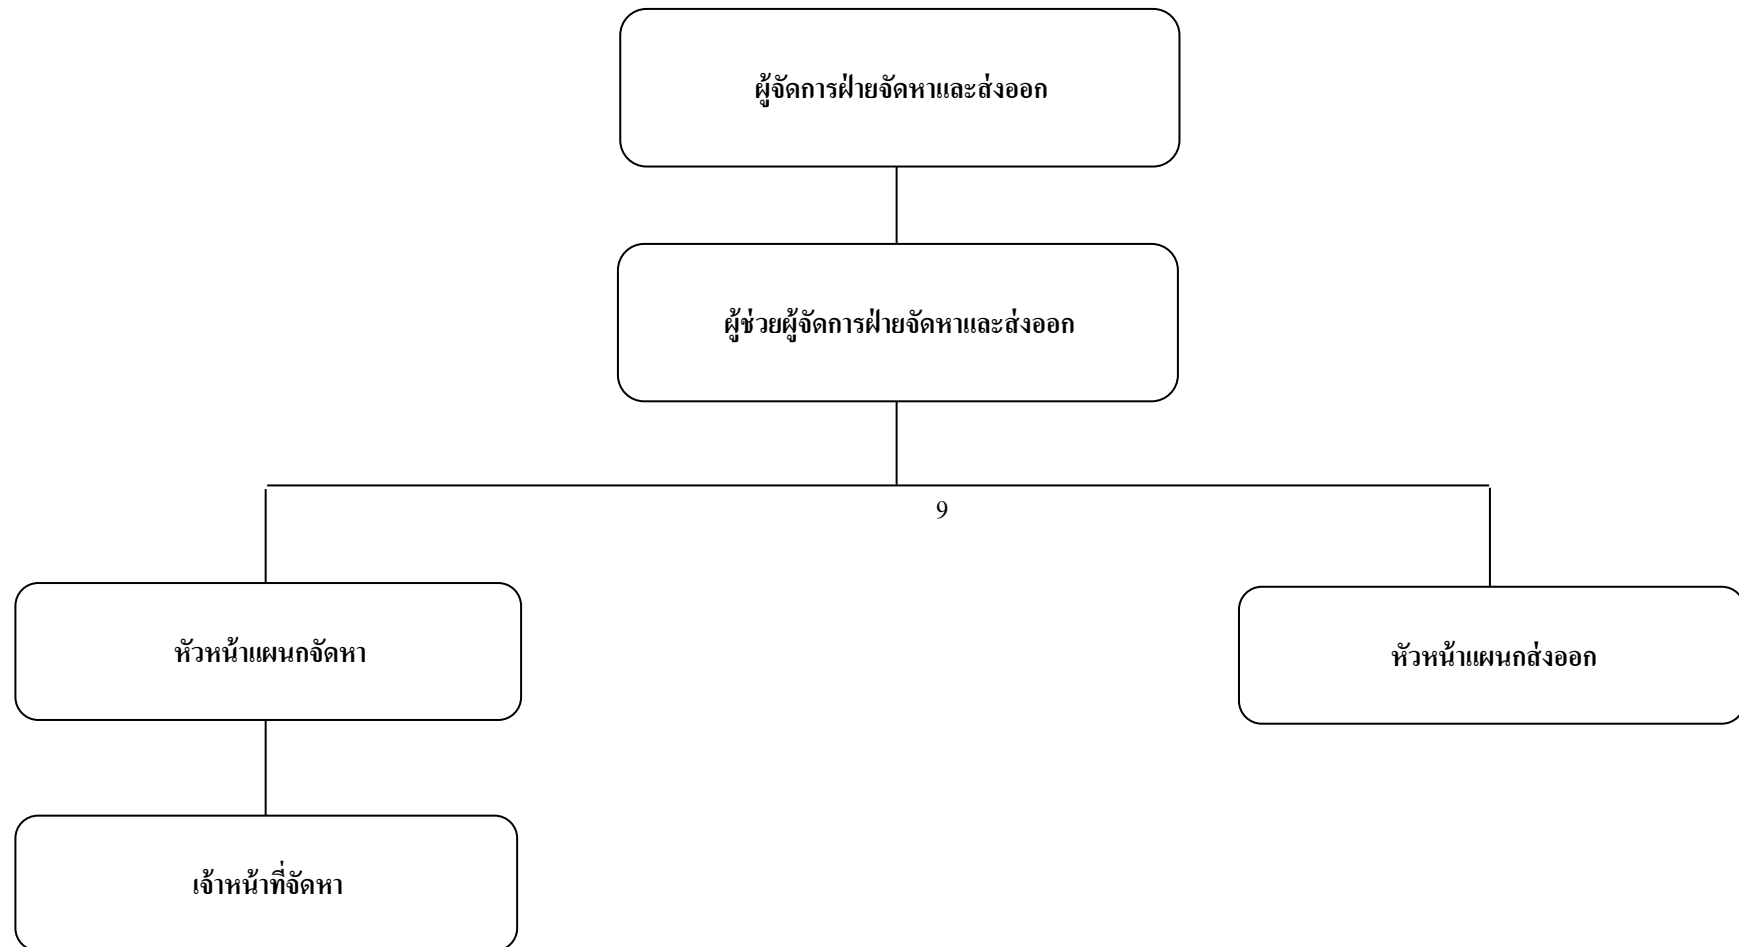 ผู้จัดการฝ่ายจัดหาและส่งออก
ผู้ช่วยผู้จัดการฝ่ายจัดหาและส่งออก
9
หัวหน้าแผนกจัดหา
หัวหน้าแผนกส่งออก
เจ้าหน้าที่จัดหา